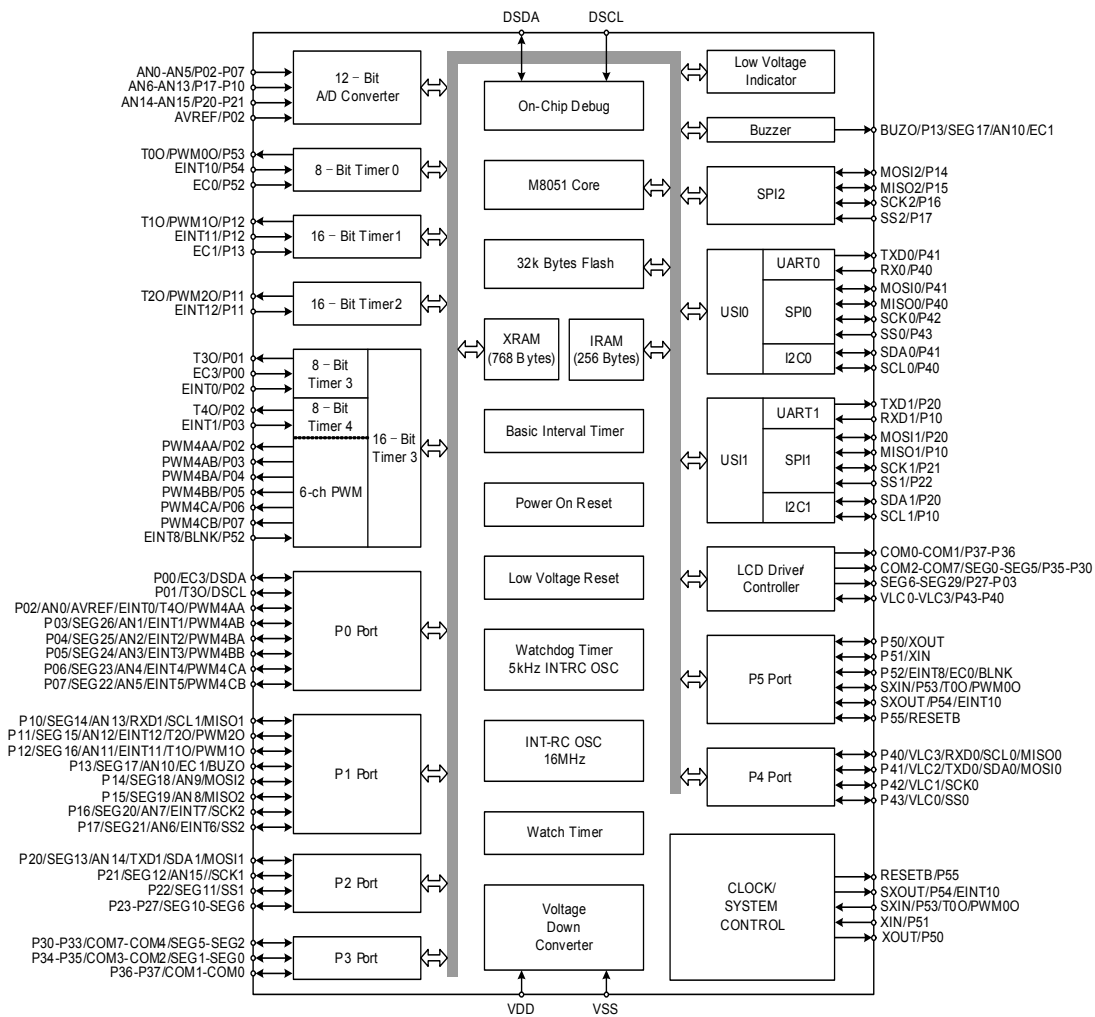 DSDA
DSCL
AN0-AN5/P02-P07
AN6-AN13/P17-P10
AN14-AN15/P20-P21
AVREF/P02
12 – Bit
A/D Converter
T0O/PWM0O/P53
EINT10/P54
EC0/P52
8 – Bit Timer 0
T1O/PWM1O/P12
EINT11/P12
EC1/P13
16 – Bit Timer1
T2O/PWM2O/P11
EINT12/P11
16 – Bit Timer2
T3O/P01
EC3/P00
EINT0/P02
8 – Bit
Timer 3
T4O/P02
EINT1/P03
8 – Bit
Timer 4
16 – Bit
Timer 3
PWM4AA/P02
PWM4AB/P03
PWM4BA/P04
PWM4BB/P05
PWM4CA/P06
PWM4CB/P07
EINT8/BLNK/P52
6-ch PWM
P00/EC3/DSDA
P01/T3O/DSCL
P02/AN0/AVREF/EINT0/T4O/PWM4AA
P03/SEG26/AN1/EINT1/PWM4AB
P04/SEG25/AN2/EINT2/PWM4BA
P05/SEG24/AN3/EINT3/PWM4BB
P06/SEG23/AN4/EINT4/PWM4CA
P07/SEG22/AN5/EINT5/PWM4CB
P0 Port
P10/SEG14/AN13/RXD1/SCL1/MISO1
P11/SEG15/AN12/EINT12/T2O/PWM2O
P12/SEG16/AN11/EINT11/T1O/PWM1O
P13/SEG17/AN10/EC1/BUZO
P14/SEG18/AN9/MOSI2
P15/SEG19/AN8/MISO2
P16/SEG20/AN7/EINT7/SCK2
P17/SEG21/AN6/EINT6/SS2
P1 Port
P20/SEG13/AN14/TXD1/SDA1/MOSI1
P21/SEG12/AN15//SCK1
P22/SEG11/SS1
P23-P27/SEG10-SEG6
P2 Port
P30-P33/COM7-COM4/SEG5-SEG2
P34-P35/COM3-COM2/SEG1-SEG0
P36-P37/COM1-COM0
P3 Port
On-Chip Debug
M8051 Core
32k Bytes Flash
XRAM
(768 Bytes)
IRAM
(256 Bytes)
Basic Interval Timer
Power On Reset
Low Voltage Reset
Watchdog Timer
5kHz INT-RC OSC
INT-RC OSC
16MHz
Watch Timer
Voltage
Down
Converter
VDD
VSS
Low Voltage
Indicator
Buzzer
BUZO/P13/SEG17/AN10/EC1
SPI2
MOSI2/P14
MISO2/P15
SCK2/P16
SS2/P17
USI0
UART0
SPI0
I2C0
TXD0/P41
RX0/P40
MOSI0/P41
MISO0/P40
SCK0/P42
SS0/P43
SDA0/P41
SCL0/P40
USI1
UART1
SPI1
I2C1
TXD1/P20
RXD1/P10
MOSI1/P20
MISO1/P10
SCK1/P21
SS1/P22
SDA1/P20
SCL1/P10
LCD Driver/
Controller
COM0-COM1/P37-P36
COM2-COM7/SEG0-SEG5/P35-P30
SEG6-SEG29/P27-P03
VLC0-VLC3/P43-P40
P5 Port
P50/XOUT
P51/XIN
P52/EINT8/EC0/BLNK
SXIN/P53/T0O/PWM0O
SXOUT/P54/EINT10
P55/RESETB
P4 Port
P40/VLC3/RXD0/SCL0/MISO0
P41/VLC2/TXD0/SDA0/MOSI0
P42/VLC1/SCK0
P43/VLC0/SS0
CLOCK/
SYSTEM
CONTROL
RESETB/P55
SXOUT/P54/EINT10
SXIN/P53/T0O/PWM0O
XIN/P51
XOUT/P50